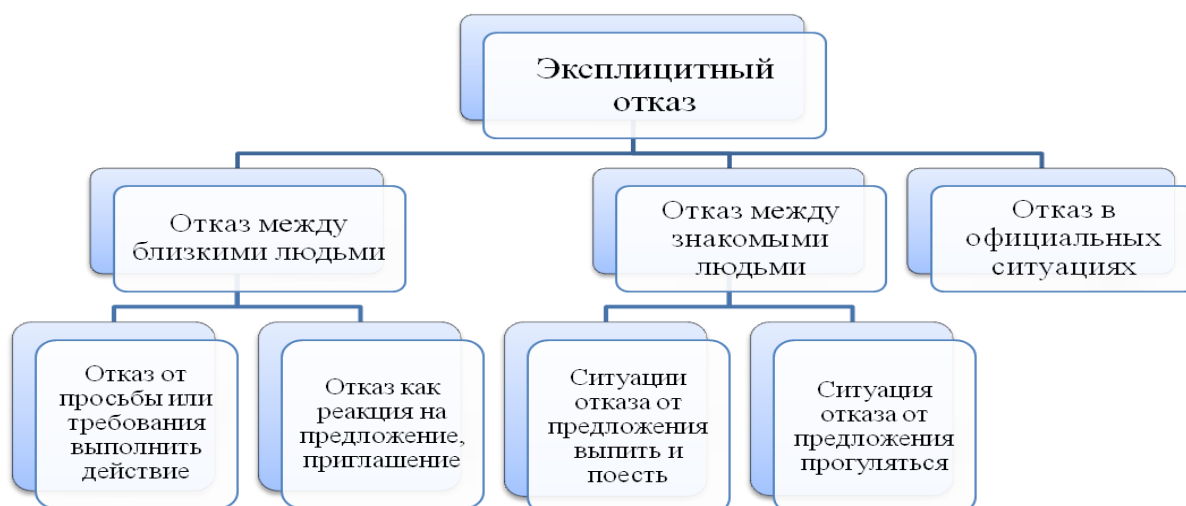 Эксплицитный
отказ
Отказ между
близкими людьми
Отказ между
знакомыми
людьми
Отказ в
официальных
ситуациях
Отказ от
просьбы или
требования
выполнить
действие
Отказ как
реакция на
предложение,
приглашение
Ситуации
отказа от
предложения
выпить и
поесть
Ситуация
отказа от
предложения
прогуляться